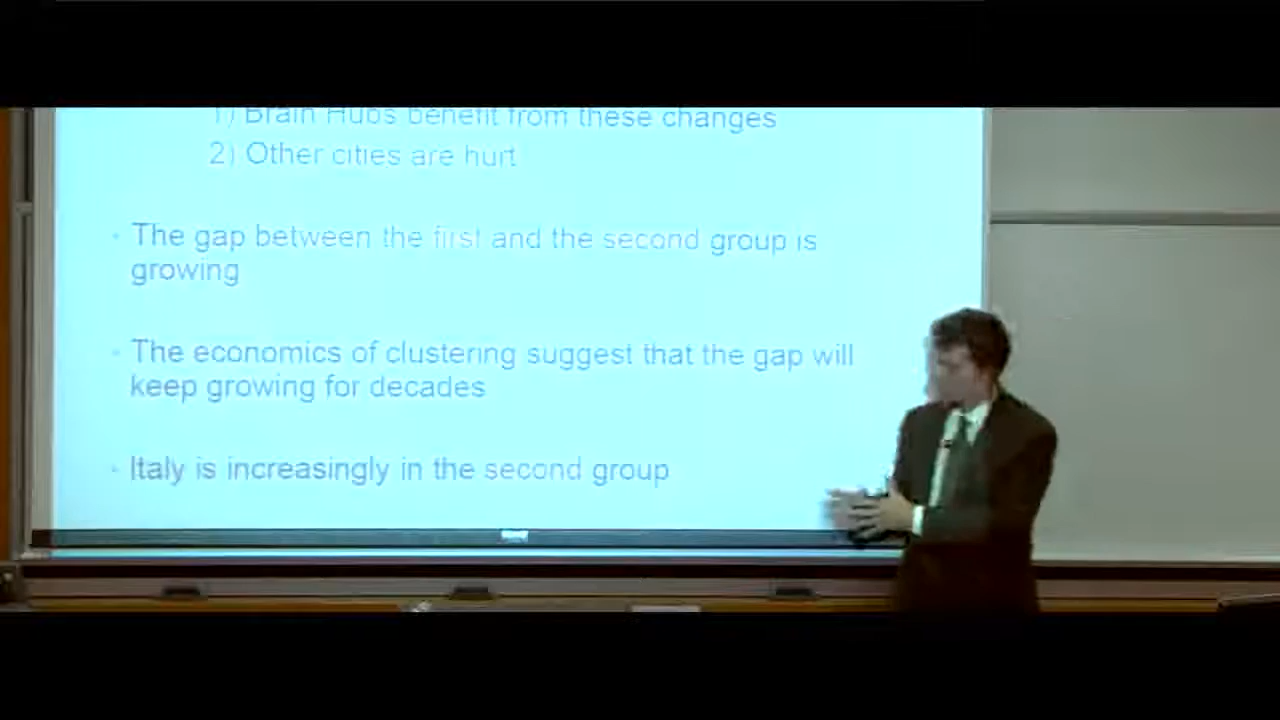 1) Brain Hubs benefit from these changes
2) Other cities are hurt
• The gap between the first and the second group is
growing
• The economics of clustering suggest that the gap will
keep growing for decades
• Italy is increasingly in the second group